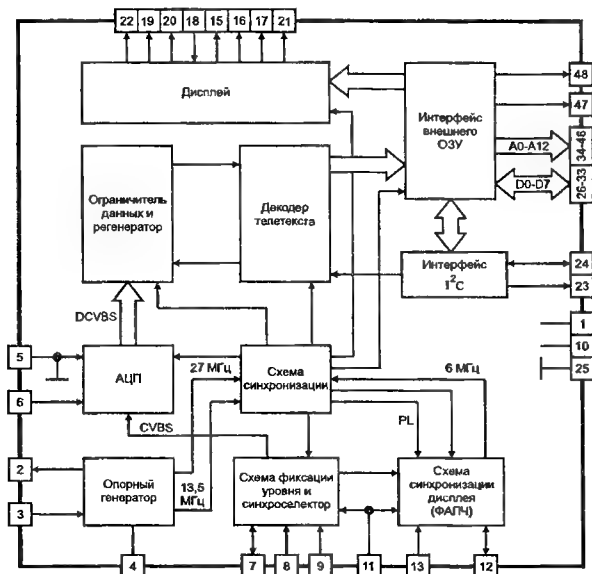 22 19 20 18 15 16 17 21
Дисплей
Интерфейс
внешнего
ОЗУ
48
47
A0-A12
34-46
D0-D7
26-33
Ограничитель
данных и
регенератор
Декодер
телетекста
Интерфейс
I²C
24
23
DCVBS
1
10
25
5
6
АЦП
27 МГц
Схема
синхронизации
6 МГц
CVBS
PL
2
3
Опорный
генератор
13,5
МГц
Схема фиксации
уровня и
синхроселектор
Схема
синхронизации
дисплея
(ФАПЧ)
4
7
8
9
11
13
12